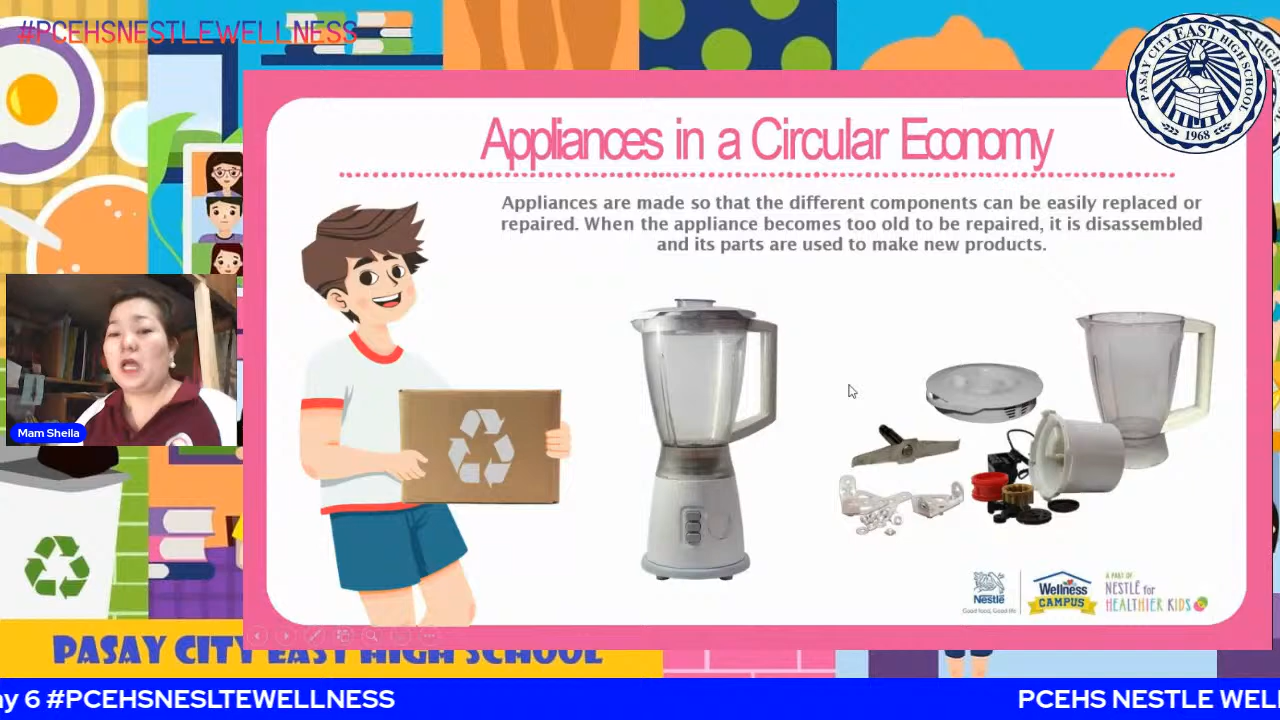 #PCEHSNESTLEWELLNESS
PASAY CITY EAST HIGH SCHOOL
1968
Appliances in a Circular Economy
Appliances are made so that the different components can be easily replaced or
repaired. When the appliance becomes too old to be repaired, it is disassembled
and its parts are used to make new products.
Mam Sheila
Nestlé
Good food, Good life
Wellness
CAMPUS
A PART OF
NESTLÉ for
HEALTHIER KIDS
PASAY CITY EAST HIGH SCHOOL
y 6 #PCEHSNESLTEWELLNESS
PCEHS NESTLE WELL